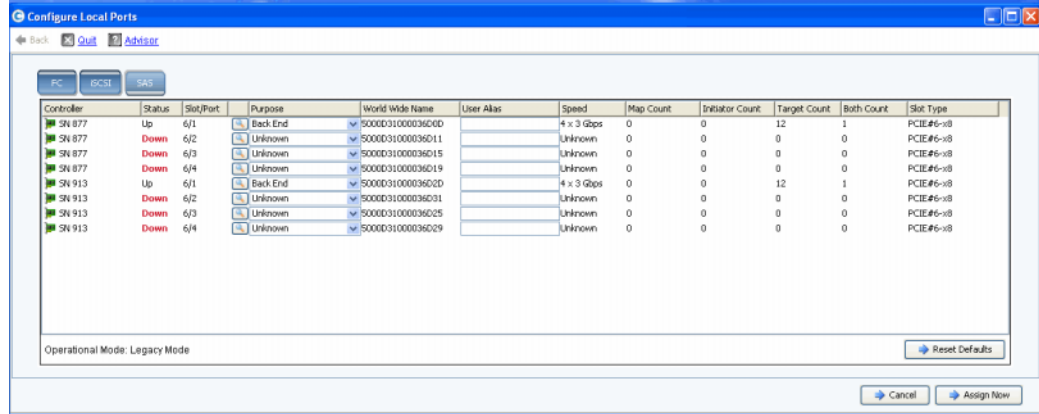 Configure Local Ports
Back Quit Advisor
FC iSCSI SAS
Controller Status Slot/Port Purpose World Wide Name User Alias Speed Map Count Initiator Count Target Count Both Count Slot Type
SN 877 Up 6/1 Back End 5000D31000036D0D 4 x 3 Gbps 0 0 12 1 PCIE#6-x8
SN 877 Down 6/2 Unknown 5000D31000036D11 Unknown 0 0 0 0 PCIE#6-x8
SN 877 Down 6/3 Unknown 5000D31000036D15 Unknown 0 0 0 0 PCIE#6-x8
SN 877 Down 6/4 Unknown 5000D31000036D19 Unknown 0 0 0 0 PCIE#6-x8
SN 913 Up 6/1 Back End 5000D31000036D2D 4 x 3 Gbps 0 0 12 1 PCIE#6-x8
SN 913 Down 6/2 Unknown 5000D31000036D31 Unknown 0 0 0 0 PCIE#6-x8
SN 913 Down 6/3 Unknown 5000D31000036D25 Unknown 0 0 0 0 PCIE#6-x8
SN 913 Down 6/4 Unknown 5000D31000036D29 Unknown 0 0 0 0 PCIE#6-x8
Operational Mode: Legacy Mode Reset Defaults
Cancel Assign Now